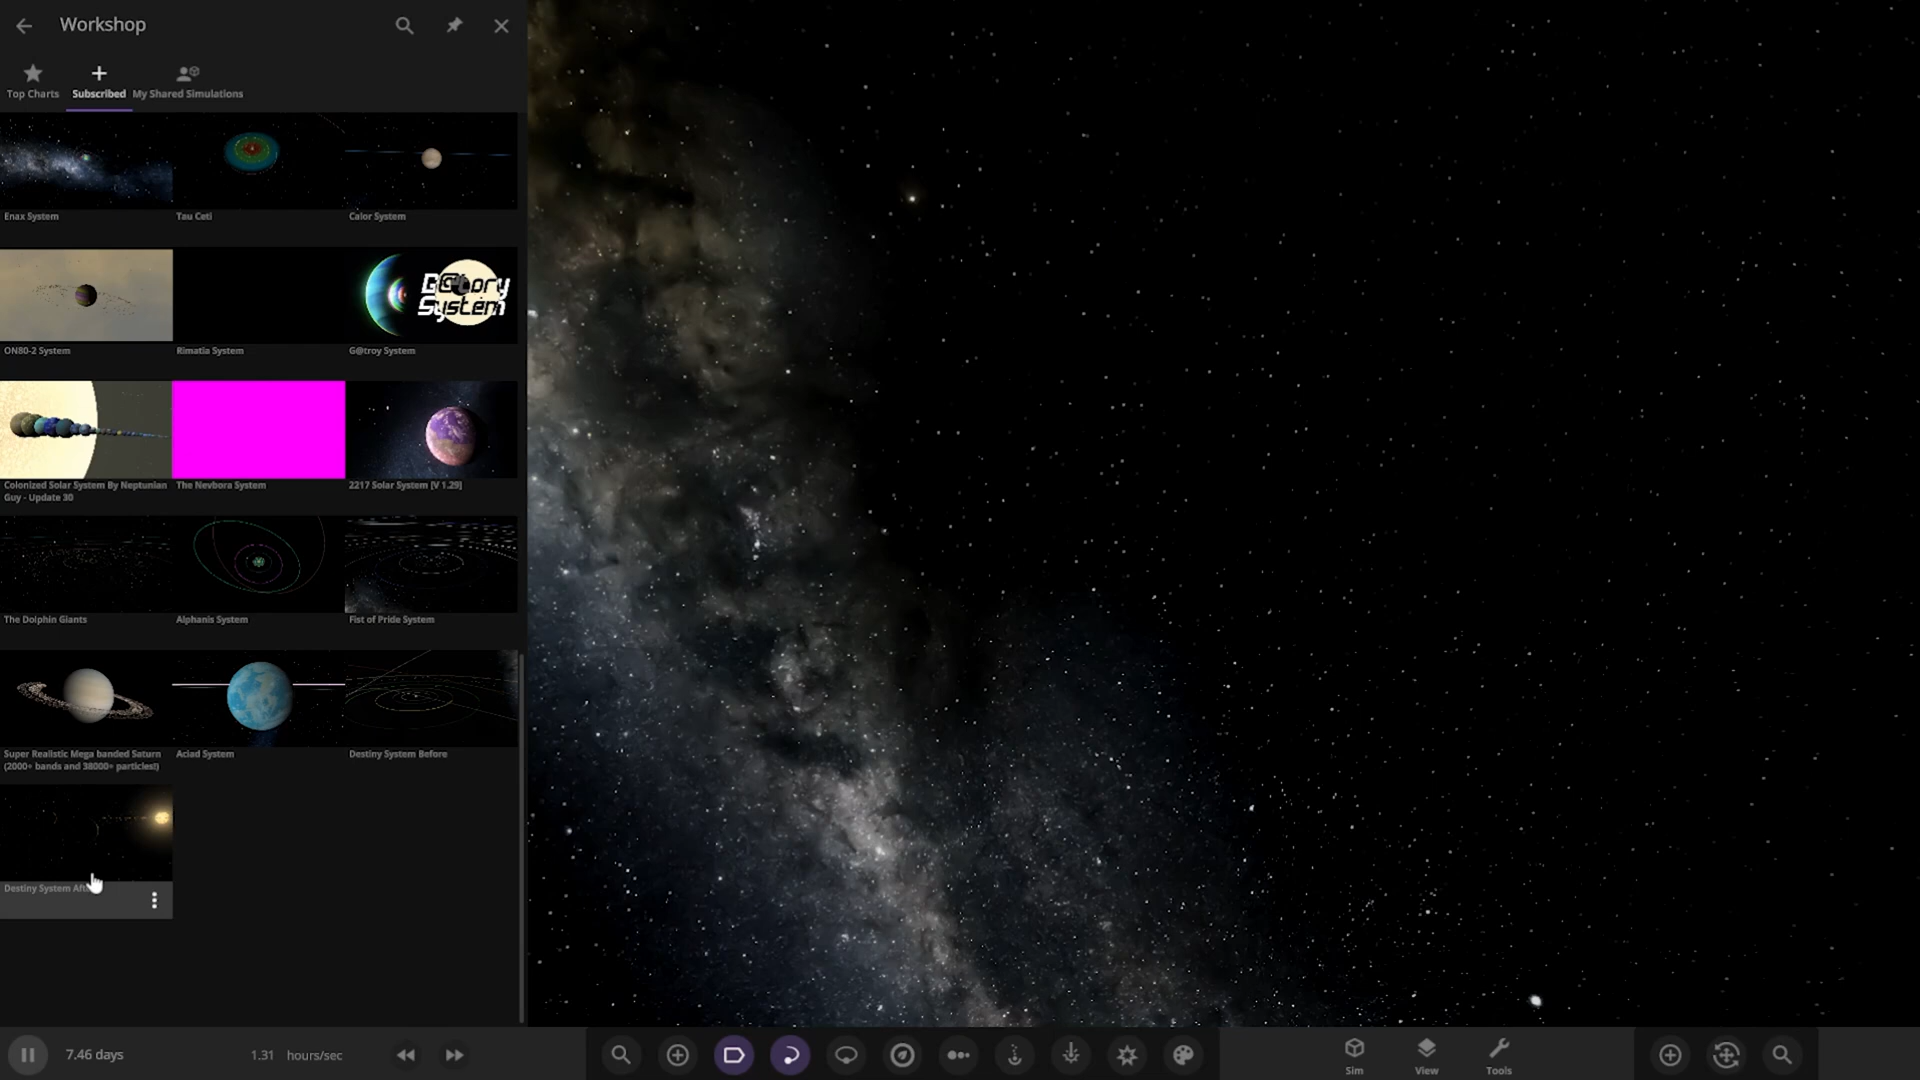 Workshop
Top Charts
Subscribed
My Shared Simulations
Enax System
Tau Ceti
Calor System
System
ON80-2 System
Rimatia System
G@troy System
Colonized Solar System By Neptunian
Guy - Update 30
The Nevbora System
2217 Solar System [V 1.29]
The Dolphin Giants
Alphanis System
Fist of Pride System
Super Realistic Mega banded Saturn
(2000+ bands and 38000+ particles!)
Aciad System
Destiny System Before
Destiny System
7.46 days
1.31 hours/sec
Sim
View
Tools